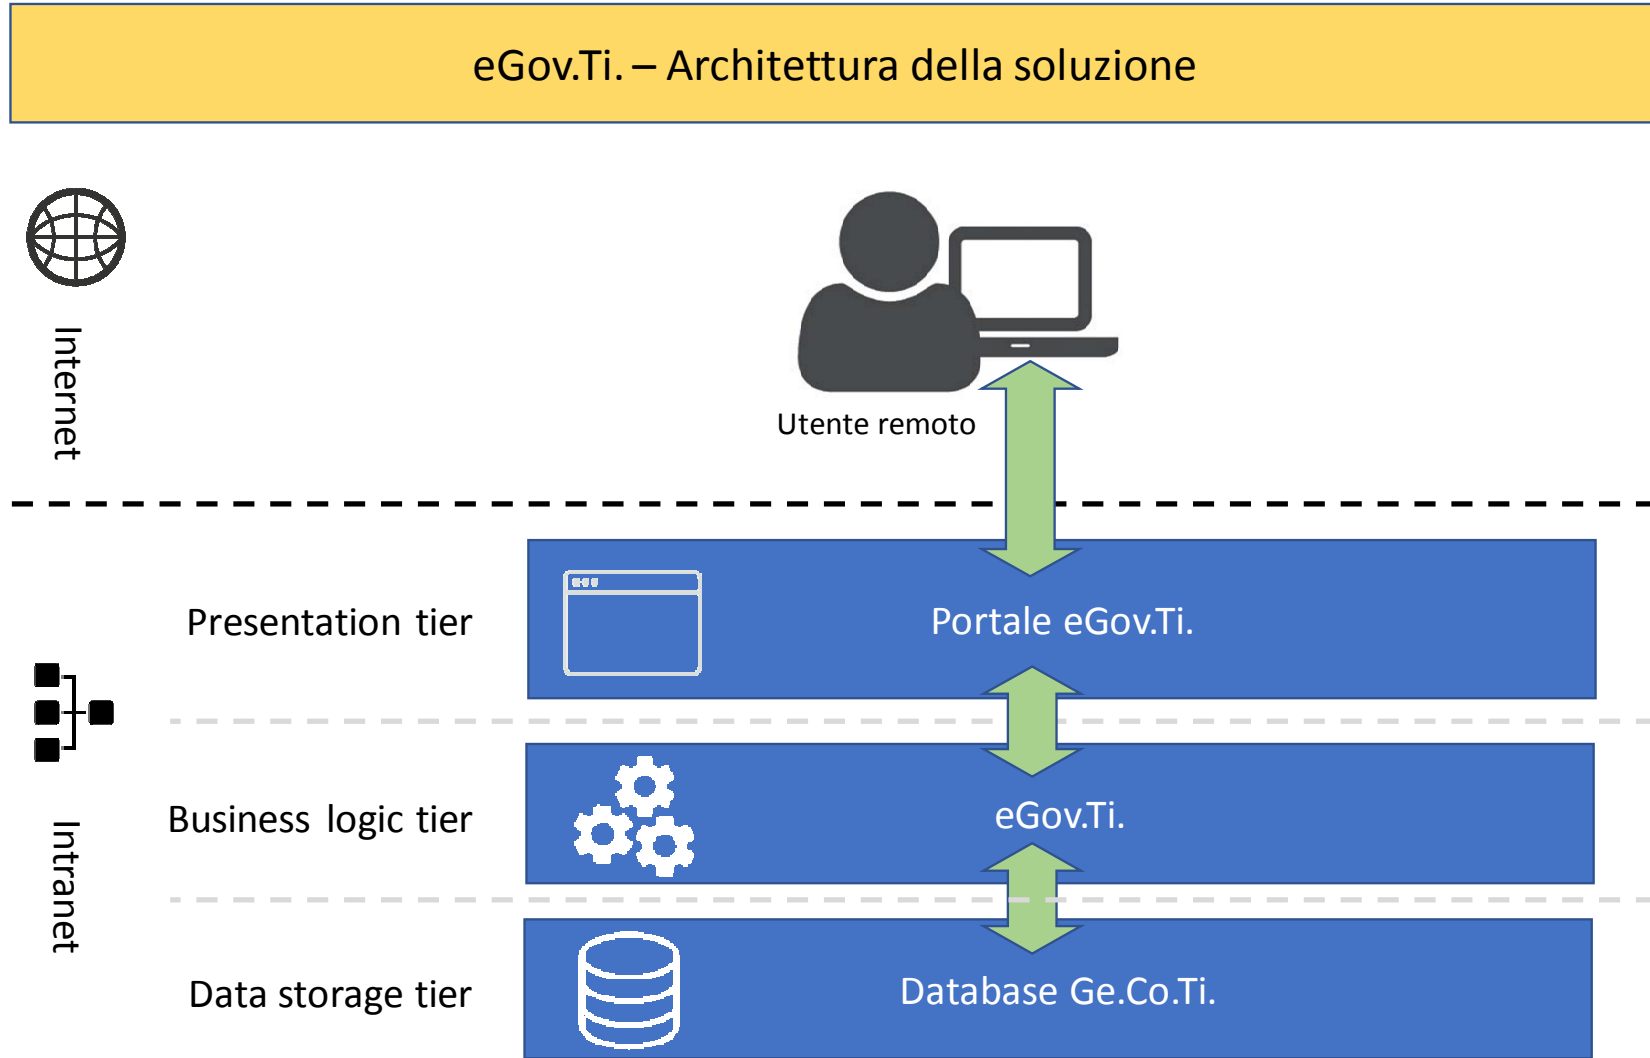 eGov.Ti. – Architettura della soluzione
Internet
Utente remoto
Presentation tier
Portale eGov.Ti.
Intranet
Business logic tier
eGov.Ti.
Data storage tier
Database Ge.Co.Ti.